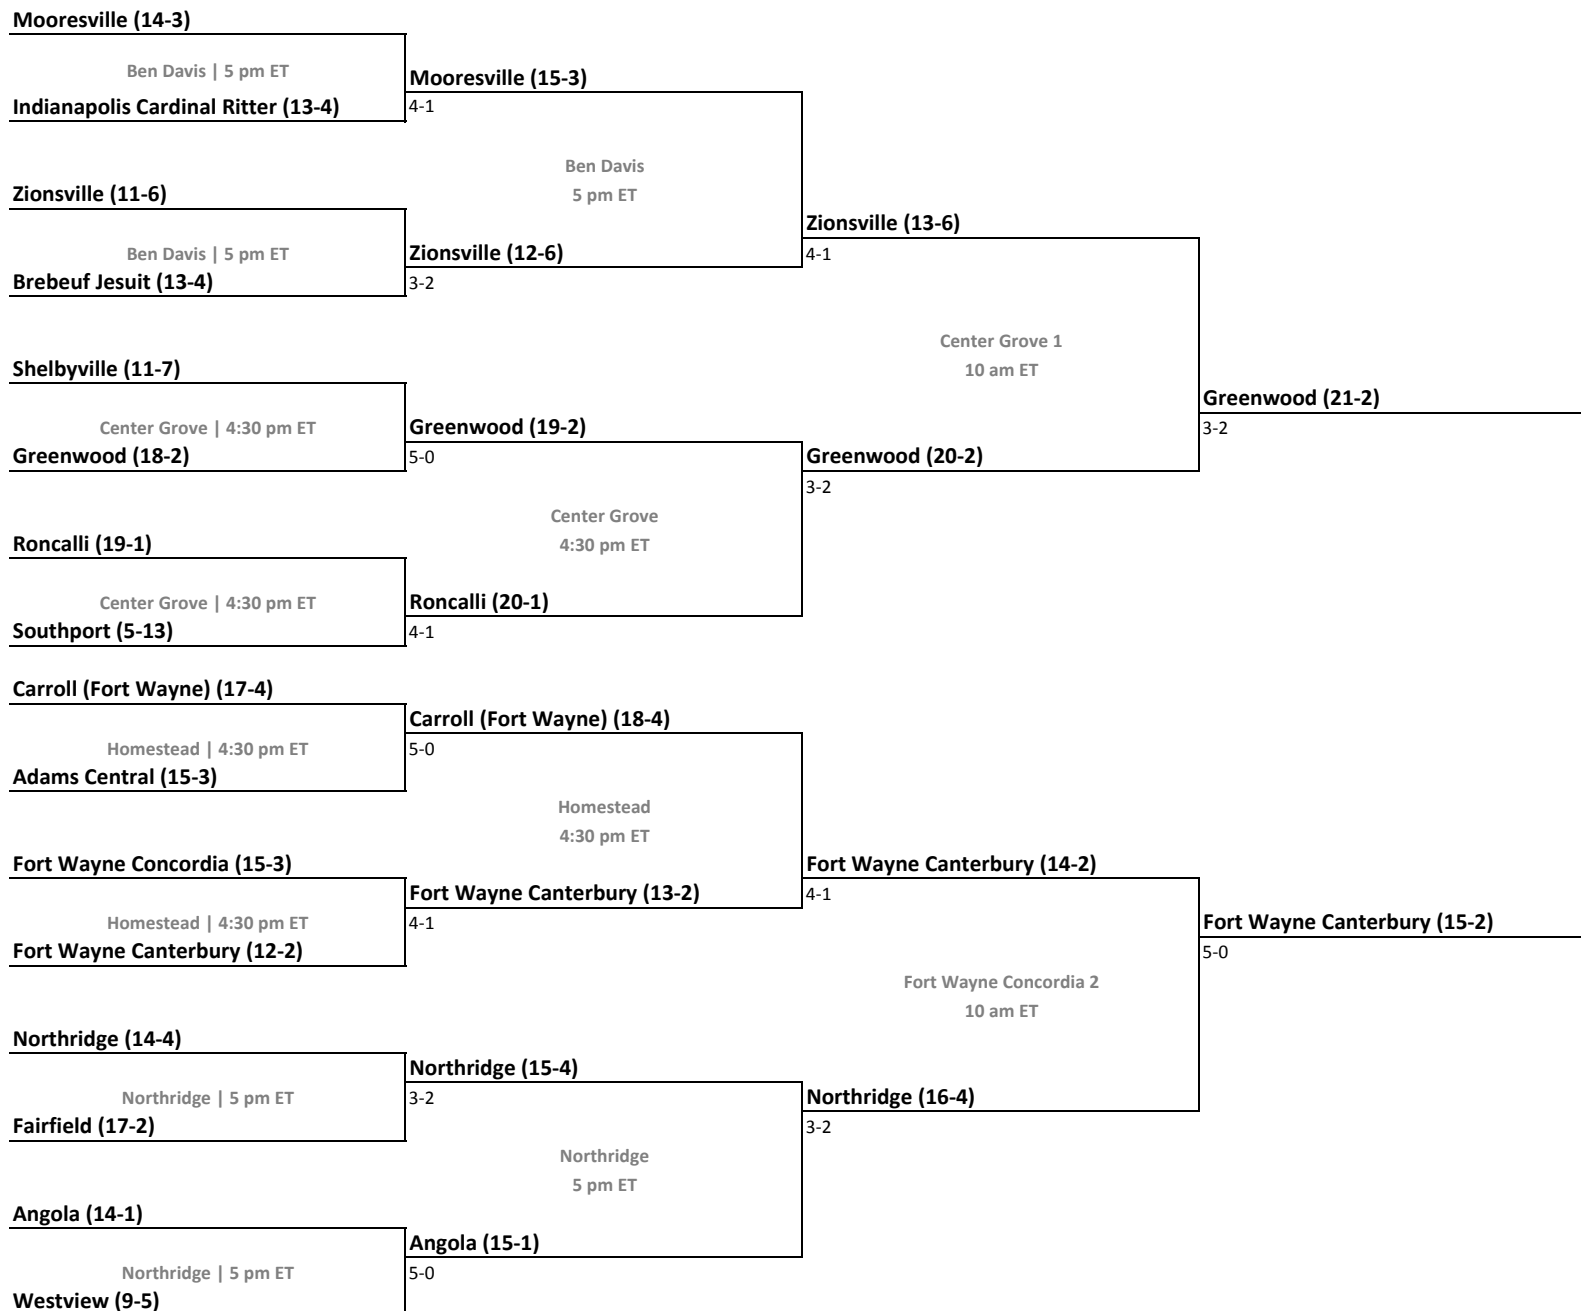 Mooresville (14-3)
Ben Davis | 5 pm ET
Mooresville (15-3)
Indianapolis Cardinal Ritter (13-4)
4-1
Ben Davis
5 pm ET
Zionsville (11-6)
Zionsville (13-6)
Ben Davis | 5 pm ET
Zionsville (12-6)
4-1
Brebeuf Jesuit (13-4)
3-2
Center Grove 1
10 am ET
Shelbyville (11-7)
Greenwood (21-2)
Center Grove | 4:30 pm ET
Greenwood (19-2)
3-2
Greenwood (18-2)
5-0
Greenwood (20-2)
3-2
Center Grove
4:30 pm ET
Roncalli (19-1)
Center Grove | 4:30 pm ET
Roncalli (20-1)
Southport (5-13)
4-1
Carroll (Fort Wayne) (17-4)
Carroll (Fort Wayne) (18-4)
Homestead | 4:30 pm ET
5-0
Adams Central (15-3)
Homestead
4:30 pm ET
Fort Wayne Concordia (15-3)
Fort Wayne Canterbury (14-2)
Fort Wayne Canterbury (13-2)
4-1
Homestead | 4:30 pm ET
4-1
Fort Wayne Canterbury (15-2)
Fort Wayne Canterbury (12-2)
5-0
Fort Wayne Concordia 2
10 am ET
Northridge (14-4)
Northridge (15-4)
Northridge | 5 pm ET
3-2
Northridge (16-4)
Fairfield (17-2)
3-2
Northridge
5 pm ET
Angola (14-1)
Angola (15-1)
Northridge | 5 pm ET
5-0
Westview (9-5)